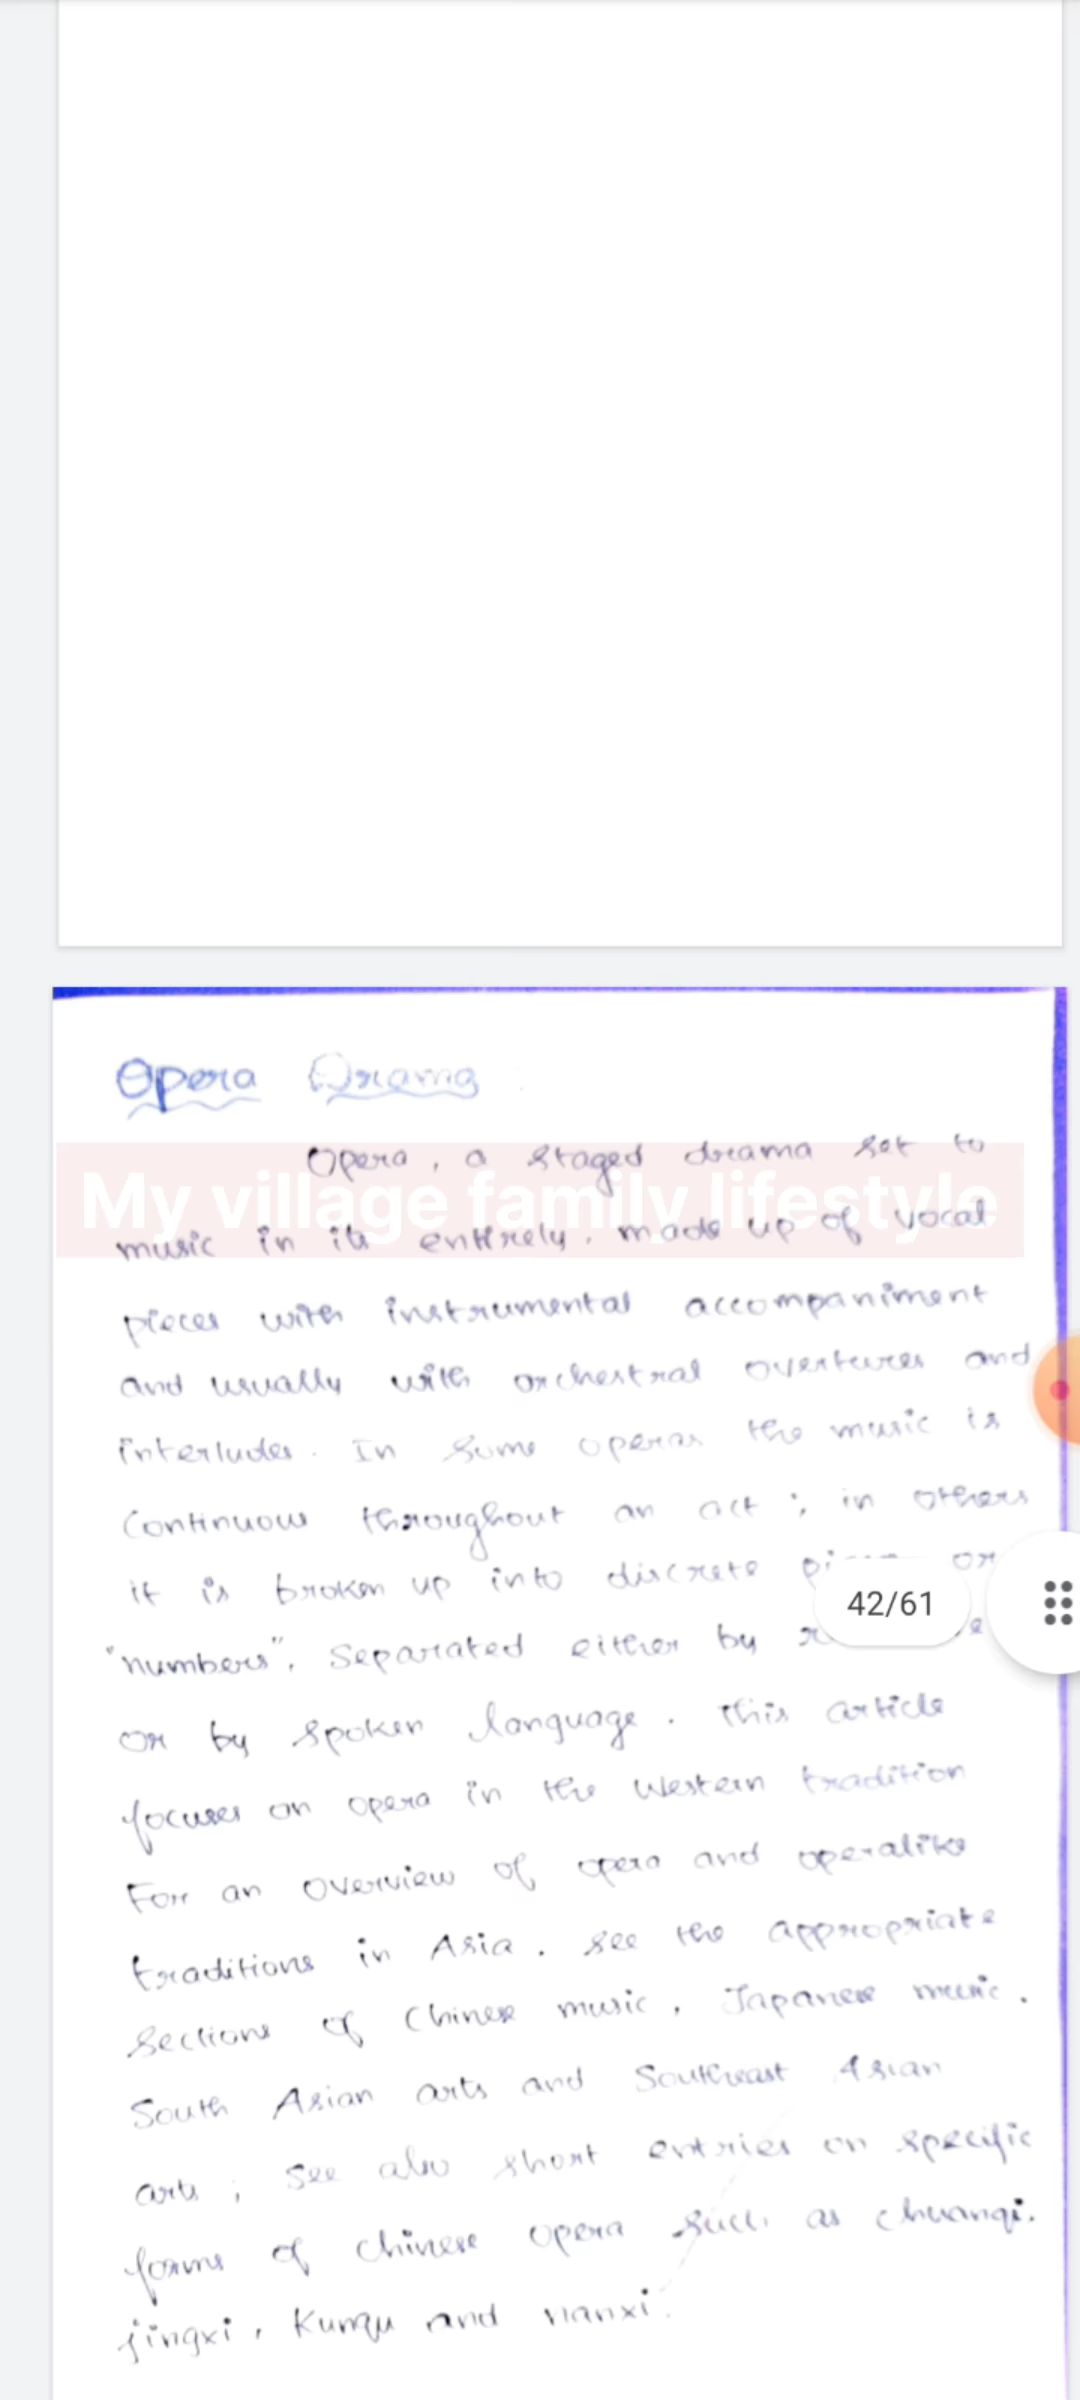 Opera Drama
Opera, a staged drama set to
My village family lifestyle
music in its entirely, made up of vocal
pieces with instrumental accompaniment
and usually with orchestral overtures and
interludes. In some operas the music is
Continuous throughout an act; in others
it is broken up into discrete or
42/61
"numbers", Separated either by
or by spoken language. This article
focuses on opera in the Western tradition
For an overview of opera and operalike
traditions in Asia. see the appropriate
Sections of Chinese music, Japanese music.
South Asian arts and Southeast Asian
arts; See also short entries on specific
forms of chinese opera such as chuanqi.
jingxi, Kunqu and nanxi.